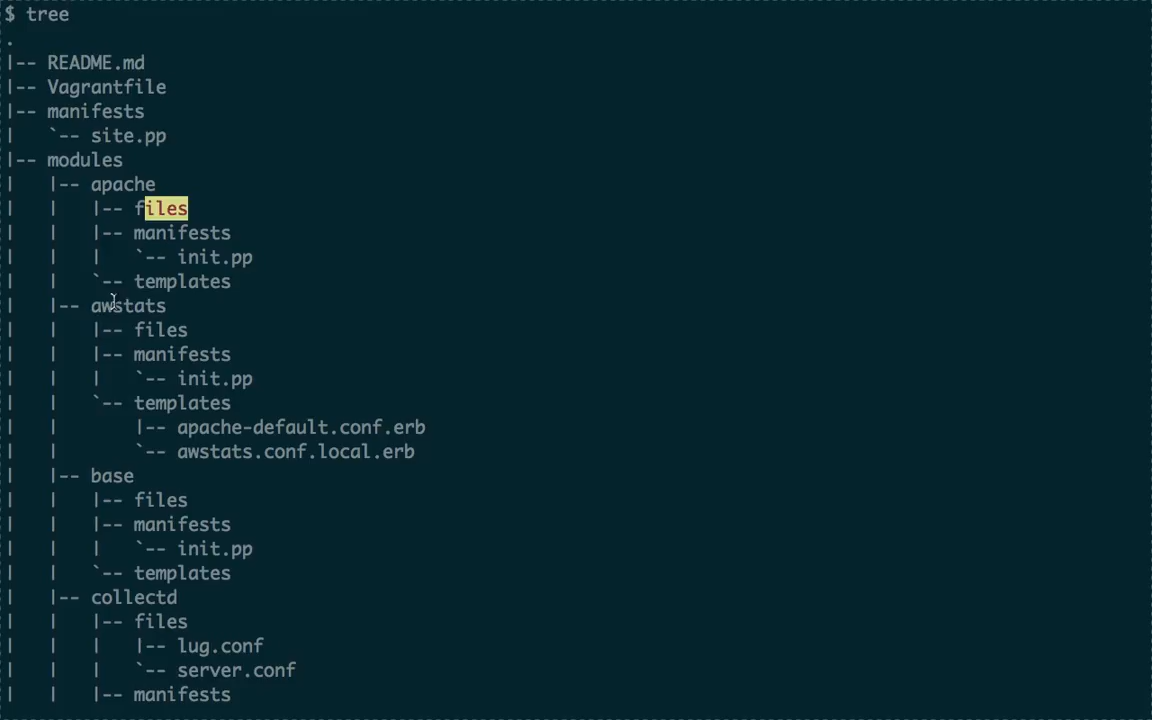 $ tree
.
|-- README.md
|-- Vagrantfile
|-- manifests
|   `-- site.pp
|-- modules
|   |-- apache
|   |   |-- files
|   |   |-- manifests
|   |   |   `-- init.pp
|   |   `-- templates
|   |-- awstats
|   |   |-- files
|   |   |-- manifests
|   |   |   `-- init.pp
|   |   `-- templates
|   |       |-- apache-default.conf.erb
|   |       `-- awstats.conf.local.erb
|   |-- base
|   |   |-- files
|   |   |-- manifests
|   |   |   `-- init.pp
|   |   `-- templates
|   |-- collectd
|   |   |-- files
|   |   |   |-- lug.conf
|   |   |   `-- server.conf
|   |   |-- manifests